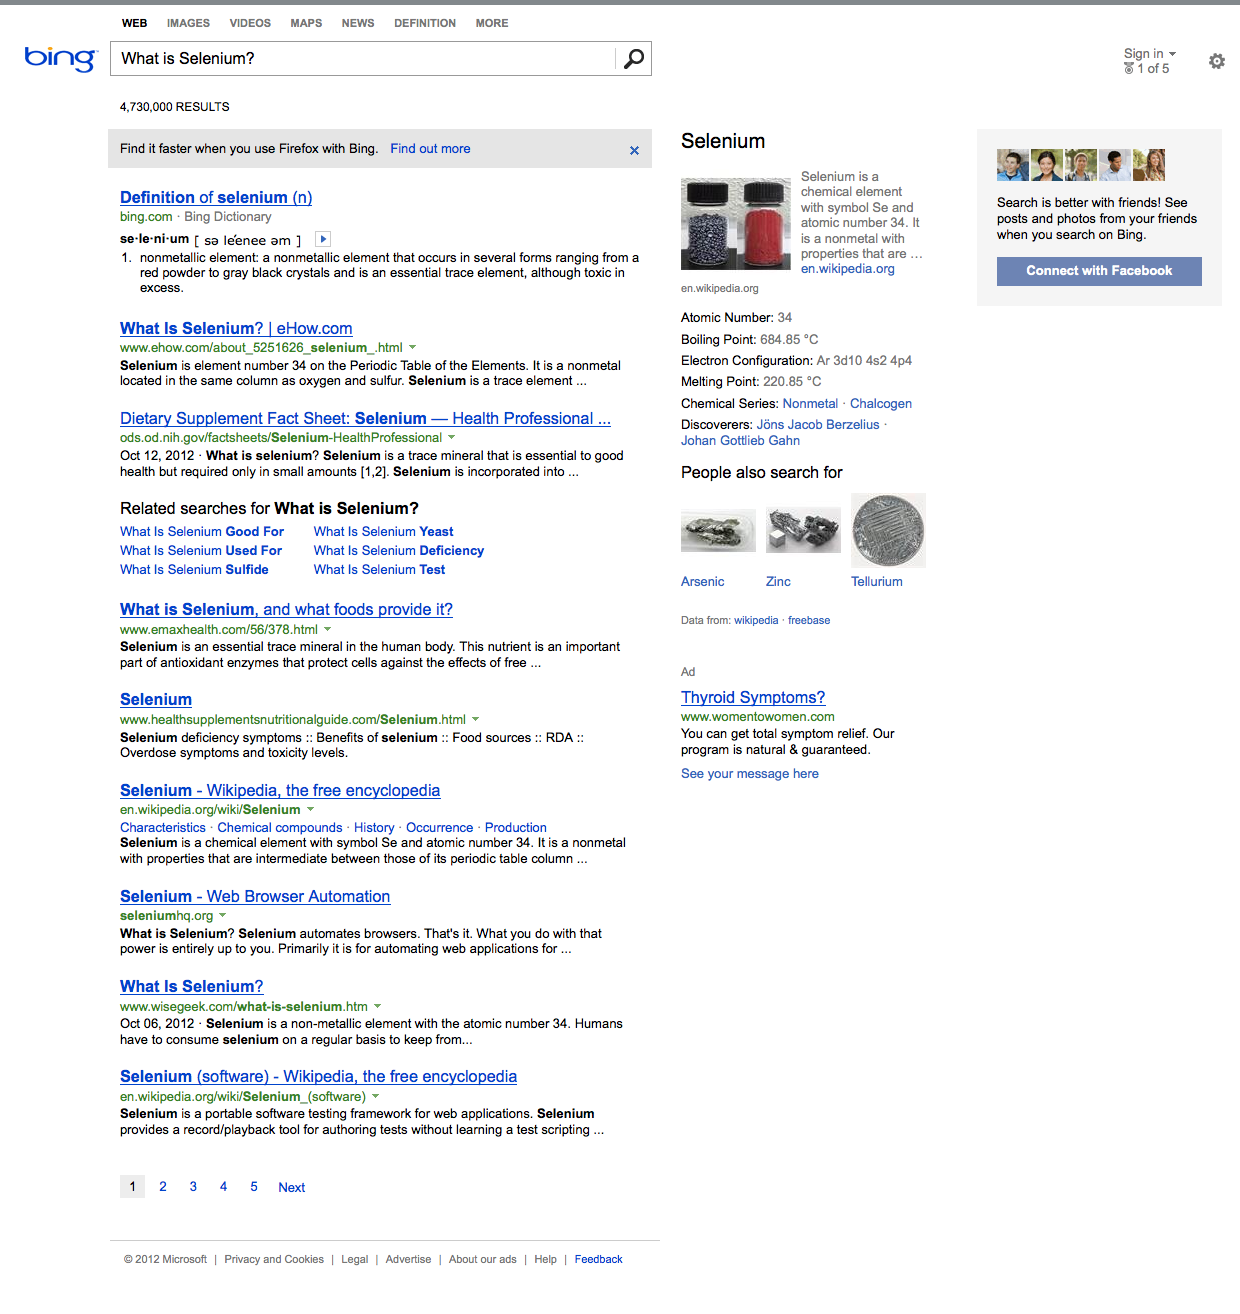 WEB IMAGES VIDEOS MAPS NEWS DEFINITION MORE
bing
What is Selenium?
Sign in
1 of 5
4,730,000 RESULTS
Find it faster when you use Firefox with Bing. Find out more
Definition of selenium (n)
bing.com · Bing Dictionary
se·le·ni·um [ sə léėnee əm ]
1. nonmetallic element: a nonmetallic element that occurs in several forms ranging from a
red powder to gray black crystals and is an essential trace element, although toxic in
excess.
What Is Selenium? | eHow.com
www.ehow.com/about_5251626_selenium_.html
Selenium is element number 34 on the Periodic Table of the Elements. It is a nonmetal
located in the same column as oxygen and sulfur. Selenium is a trace element ...
Dietary Supplement Fact Sheet: Selenium — Health Professional ...
ods.od.nih.gov/factsheets/Selenium-HealthProfessional
Oct 12, 2012 · What is selenium? Selenium is a trace mineral that is essential to good
health but required only in small amounts [1,2]. Selenium is incorporated into ...
Related searches for What is Selenium?
What Is Selenium Good For
What Is Selenium Used For
What Is Selenium Sulfide
What Is Selenium Yeast
What Is Selenium Deficiency
What Is Selenium Test
What is Selenium, and what foods provide it?
www.emaxhealth.com/56/378.html
Selenium is an essential trace mineral in the human body. This nutrient is an important
part of antioxidant enzymes that protect cells against the effects of free ...
Selenium
www.healthsupplementsnutritionalguide.com/Selenium.html
Selenium deficiency symptoms :: Benefits of selenium :: Food sources :: RDA ::
Overdose symptoms and toxicity levels.
Selenium - Wikipedia, the free encyclopedia
en.wikipedia.org/wiki/Selenium
Characteristics · Chemical compounds · History · Occurrence · Production
Selenium is a chemical element with symbol Se and atomic number 34. It is a nonmetal
with properties that are intermediate between those of its periodic table column ...
Selenium - Web Browser Automation
seleniumhq.org
What is Selenium? Selenium automates browsers. That's it. What you do with that
power is entirely up to you. Primarily it is for automating web applications for ...
What Is Selenium?
www.wisegeek.com/what-is-selenium.htm
Oct 06, 2012 · Selenium is a non-metallic element with the atomic number 34. Humans
have to consume selenium on a regular basis to keep from...
Selenium (software) - Wikipedia, the free encyclopedia
en.wikipedia.org/wiki/Selenium_(software)
Selenium is a portable software testing framework for web applications. Selenium
provides a record/playback tool for authoring tests without learning a test scripting ...
1 2 3 4 5 Next
Selenium
Selenium is a
chemical element
with symbol Se and
atomic number 34. It
is a nonmetal with
properties that are ...
en.wikipedia.org
en.wikipedia.org
Atomic Number: 34
Boiling Point: 684.85 °C
Electron Configuration: Ar 3d10 4s2 4p4
Melting Point: 220.85 °C
Chemical Series: Nonmetal · Chalcogen
Discoverers: Jöns Jacob Berzelius ·
Johan Gottlieb Gahn
People also search for
Arsenic Zinc Tellurium
Data from: wikipedia · freebase
Ad
Thyroid Symptoms?
www.womentowomen.com
You can get total symptom relief. Our
program is natural & guaranteed.
See your message here
Search is better with friends! See
posts and photos from your friends
when you search on Bing.
Connect with Facebook
© 2012 Microsoft | Privacy and Cookies | Legal | Advertise | About our ads | Help | Feedback